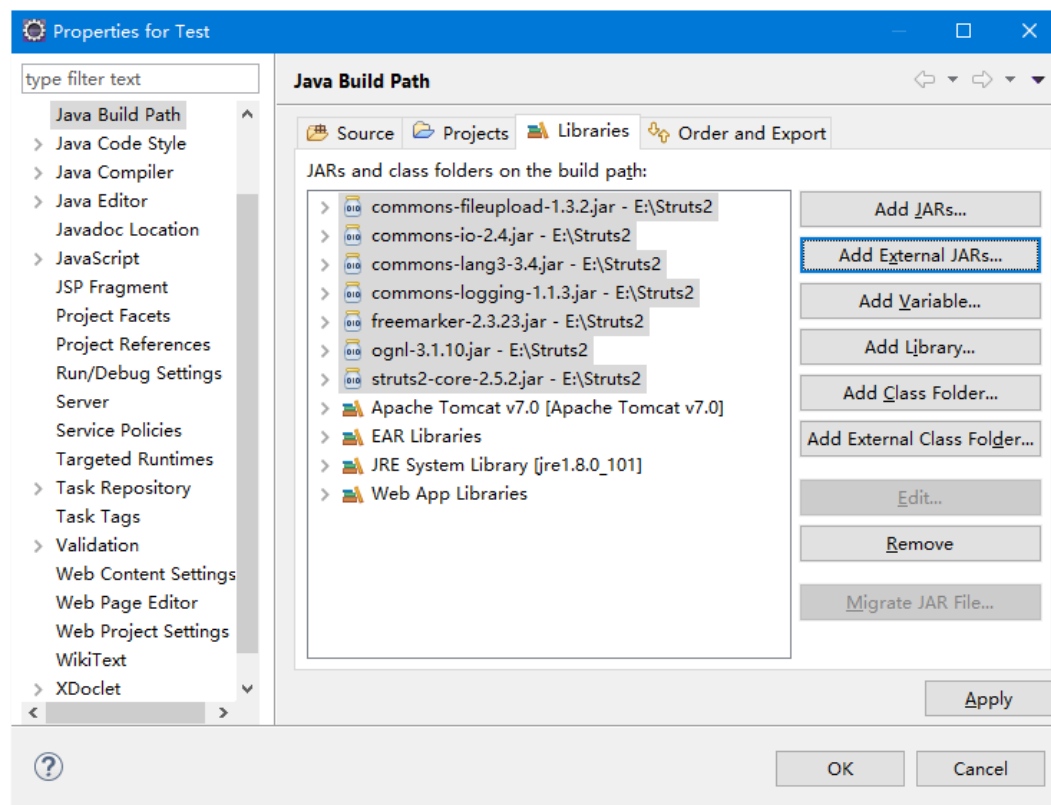 Properties for Test
type filter text
Java Build Path
Java Code Style
Java Compiler
Java Editor
Javadoc Location
JavaScript
JSP Fragment
Project Facets
Project References
Run/Debug Settings
Server
Service Policies
Targeted Runtimes
Task Repository
Task Tags
Validation
Web Content Settings
Web Page Editor
Web Project Settings
WikiText
XDoclet
Java Build Path
Source Projects Libraries Order and Export
JARs and class folders on the build path:
commons-fileupload-1.3.2.jar - E:\Struts2
commons-io-2.4.jar - E:\Struts2
commons-lang3-3.4.jar - E:\Struts2
commons-logging-1.1.3.jar - E:\Struts2
freemarker-2.3.23.jar - E:\Struts2
ognl-3.1.10.jar - E:\Struts2
struts2-core-2.5.2.jar - E:\Struts2
Apache Tomcat v7.0 [Apache Tomcat v7.0]
EAR Libraries
JRE System Library [jre1.8.0_101]
Web App Libraries
Add JARs...
Add External JARs...
Add Variable...
Add Library...
Add Class Folder...
Add External Class Folder...
Edit...
Remove
Migrate JAR File...
Apply
?
OK
Cancel